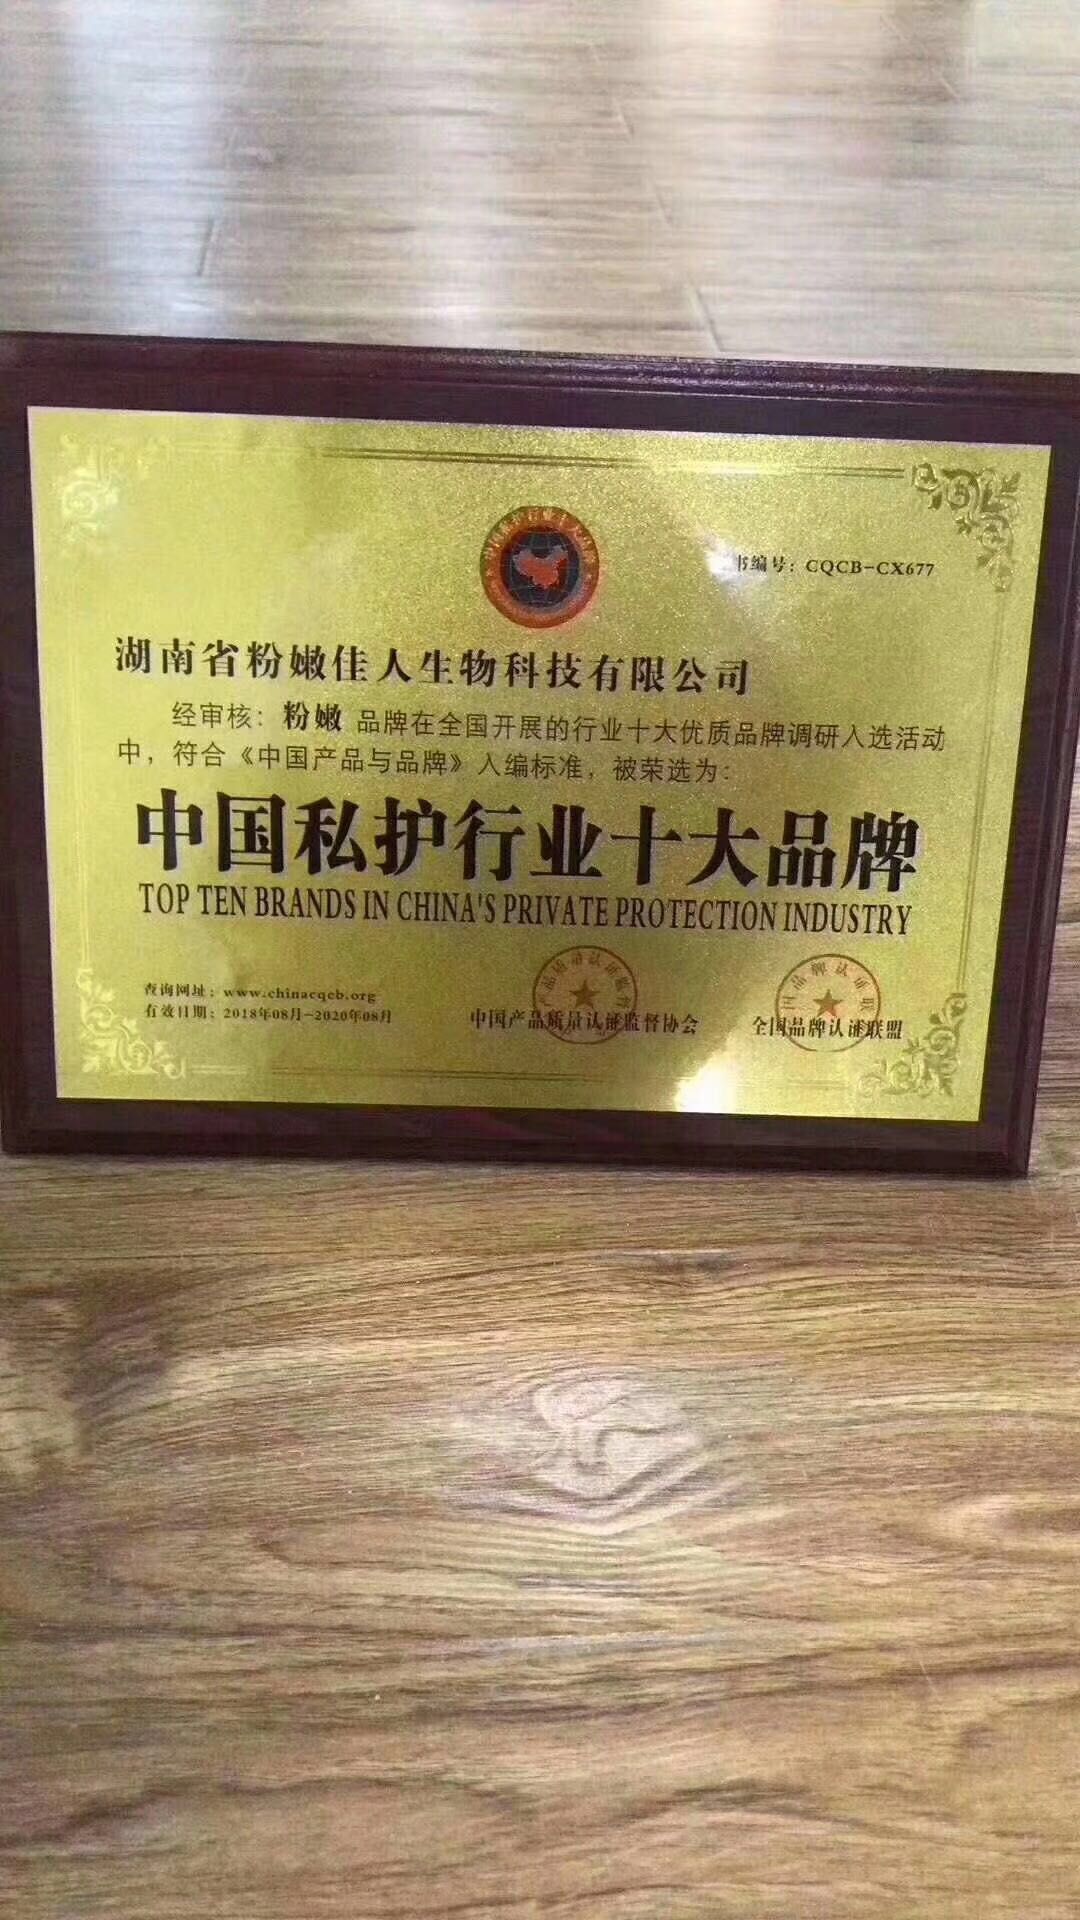 书编号：CQCB-CX677
湖南省粉嫩佳人生物科技有限公司
经审核：粉嫩 品牌在全国开展的行业十大优质品牌调研入选活动
中，符合《中国产品与品牌》入编标准，被荣选为：
中国私护行业十大品牌
TOP TEN BRANDS IN CHINA'S PRIVATE PROTECTION INDUSTRY
查询网址：www.chinacqcb.org
有效日期：2018年08月-2020年08月
中国产品质量认证监督协会
全国品牌认证联盟